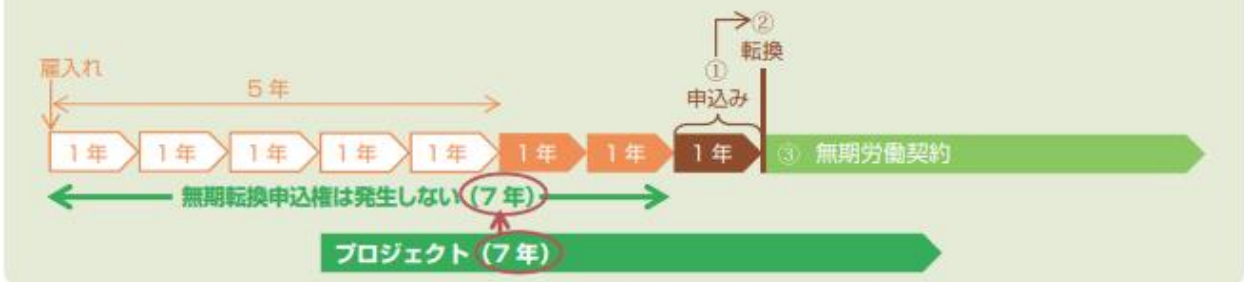 ②
転換
雇入れ
①
5年
申込み
1年 1年 1年 1年 1年 1年 1年 1年 ③ 無期労働契約
無期転換申込権は発生しない(7年)
プロジェクト(7年)